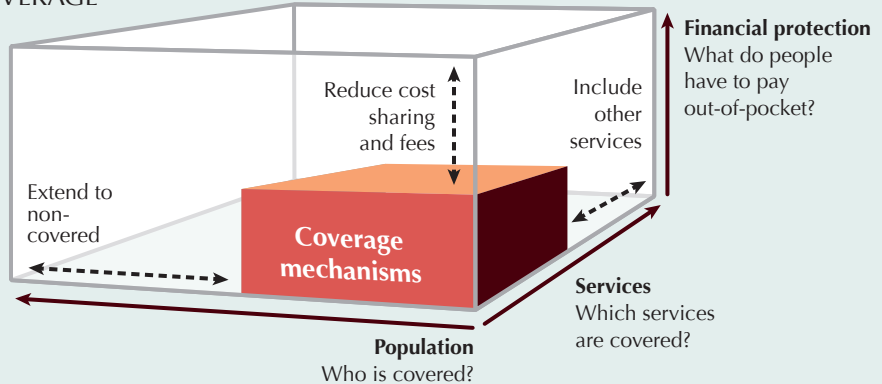 Financial protection
What do people
have to pay
out-of-pocket?
Reduce cost
sharing
and fees
Include
other
services
Extend to
non-
covered
Coverage
mechanisms
Services
Which services
are covered?
Population
Who is covered?